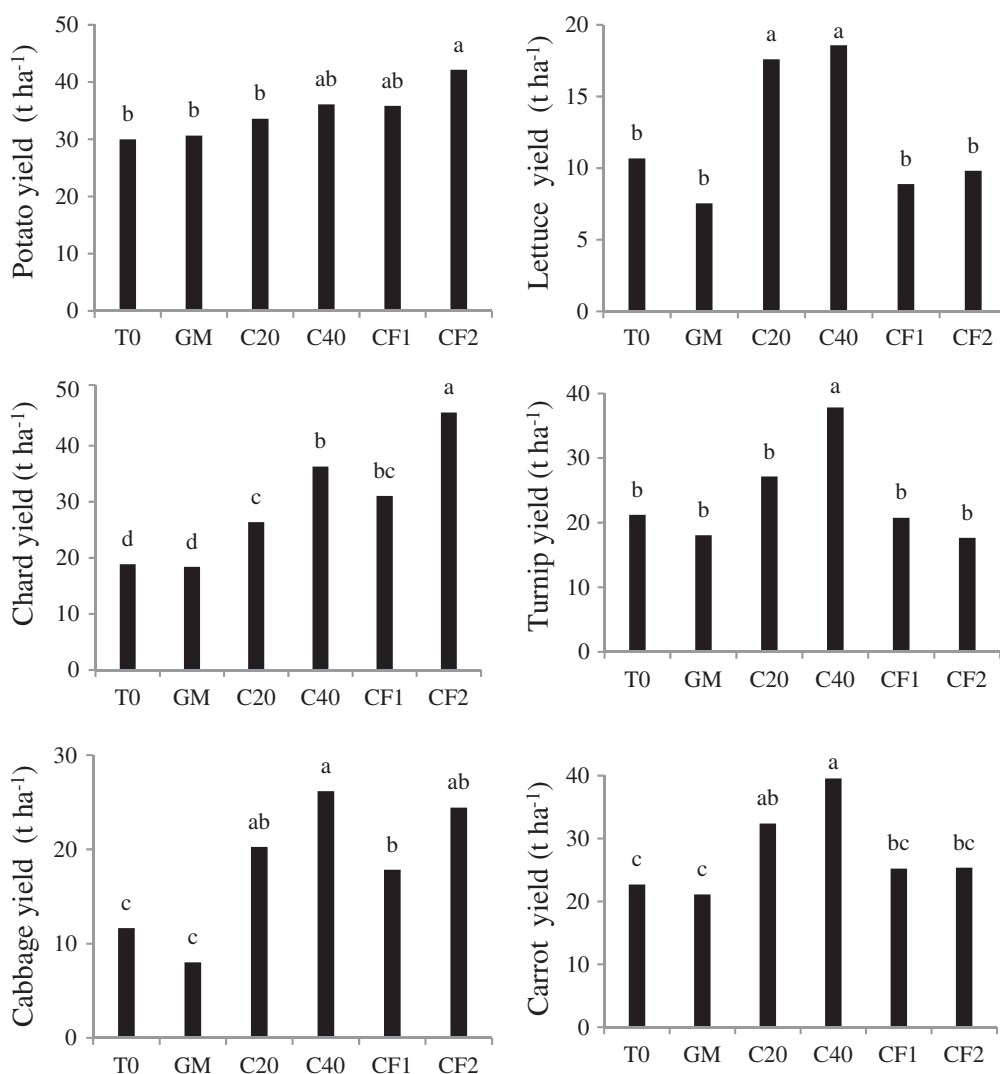 Potato yield (t ha-1)
50
40
30
20
10
0
b b b ab ab a
T0 GM C20 C40 CF1 CF2
Lettuce yield (t ha-1)
20
15
10
5
0
b b a a b b
T0 GM C20 C40 CF1 CF2
Chard yield (t ha-1)
50
40
30
20
10
0
d d c b bc a
T0 GM C20 C40 CF1 CF2
Turnip yield (t ha-1)
40
30
20
10
0
b b b a b b
T0 GM C20 C40 CF1 CF2
Cabbage yield (t ha-1)
30
20
10
0
c c ab a b ab
T0 GM C20 C40 CF1 CF2
Carrot yield (t ha-1)
40
30
20
10
0
c c ab a bc bc
T0 GM C20 C40 CF1 CF2